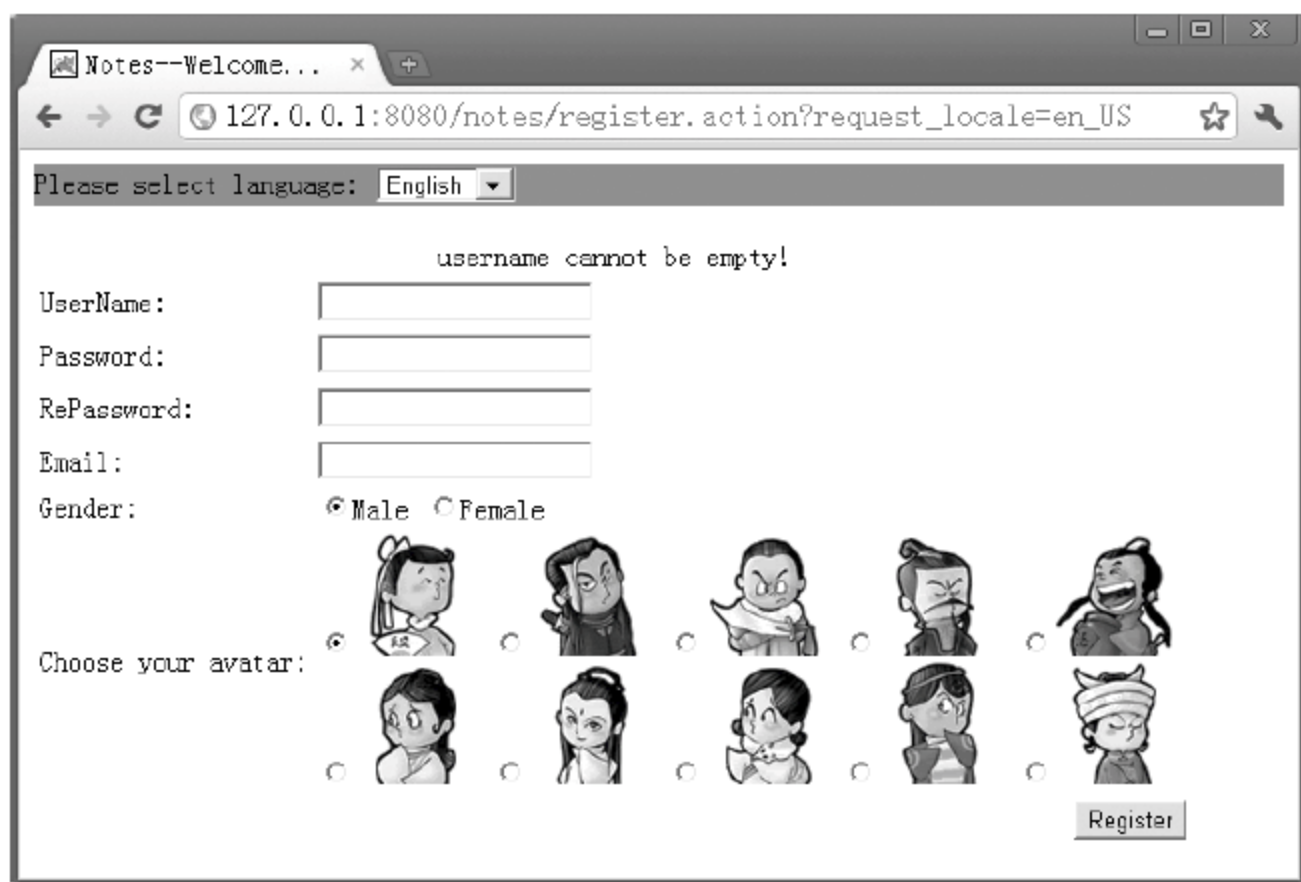 Notes--Welcome...
127.0.0.1:8080/notes/register.action?request_locale=en_US
Please select language: English
username cannot be empty!
UserName:
Password:
RePassword:
Email:
Gender: Male Female
Choose your avatar:
Register